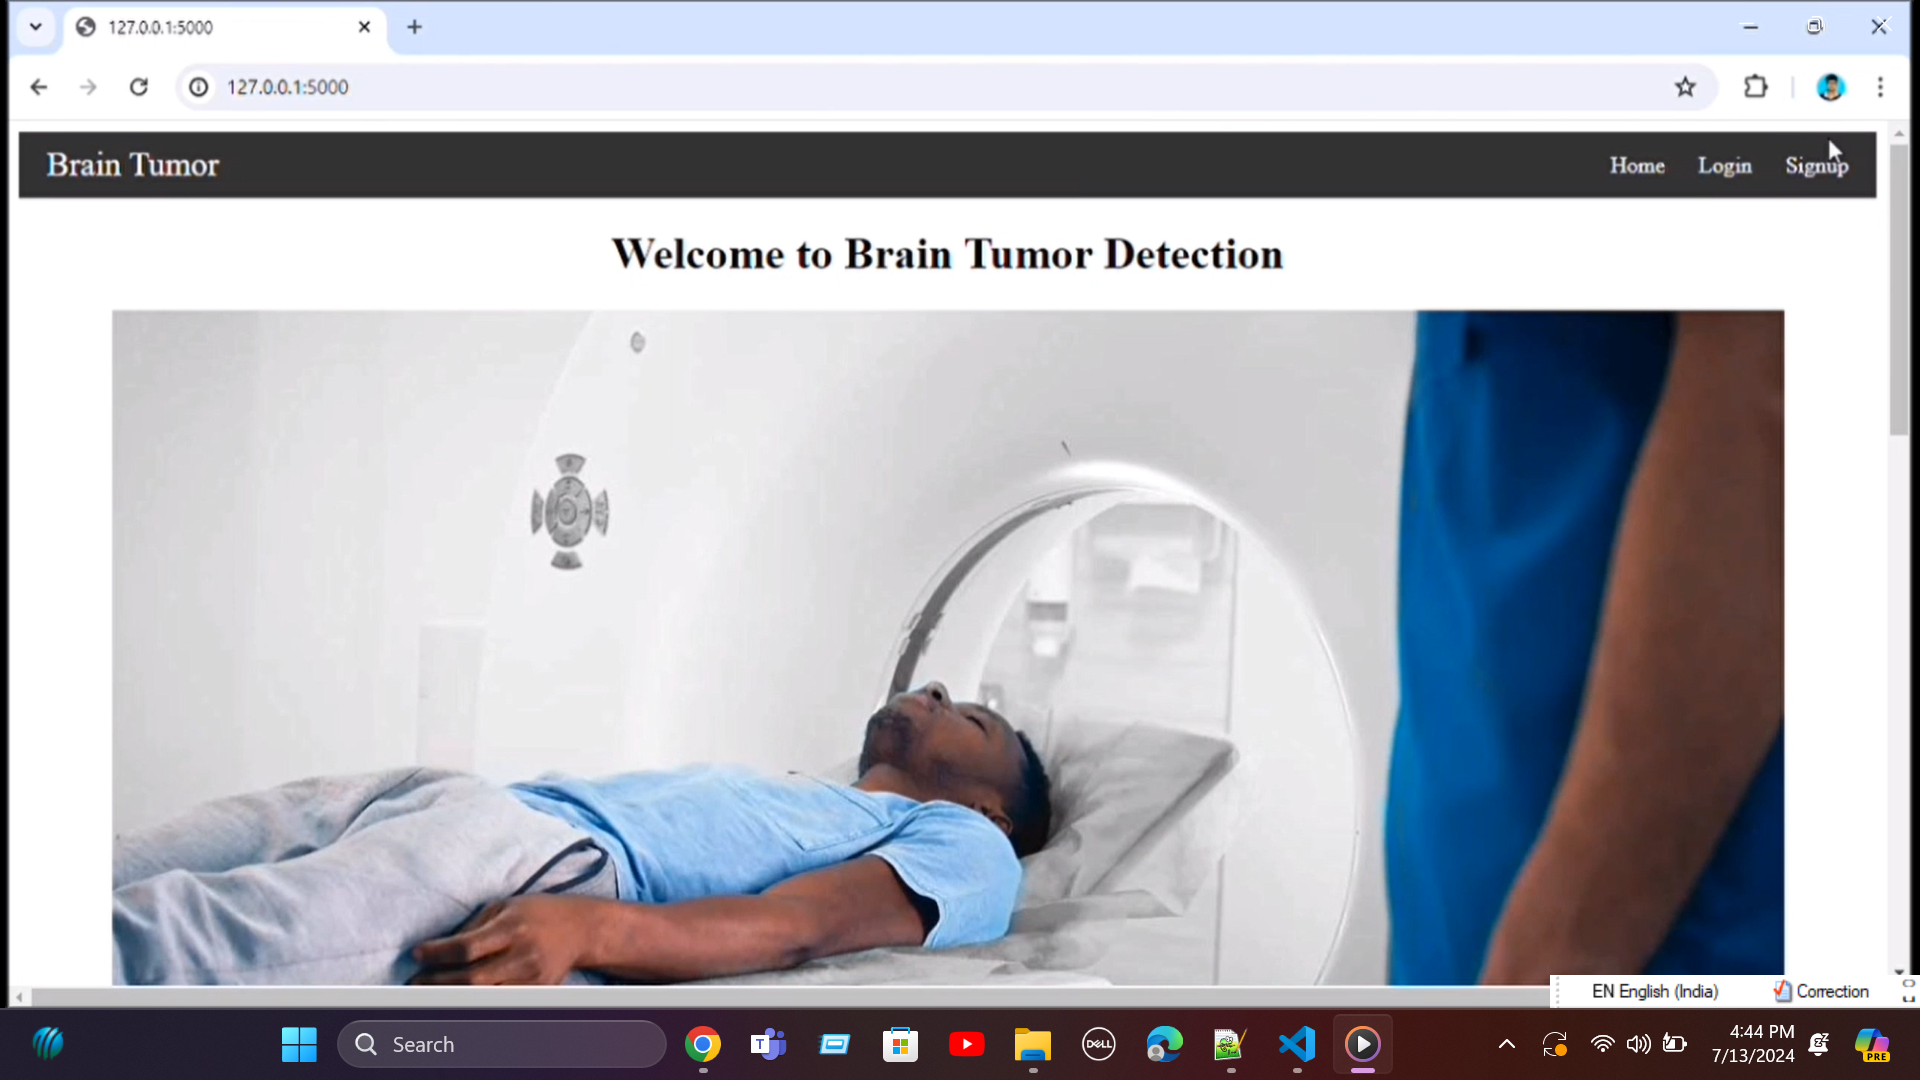 127.0.0.1:5000
127.0.0.1:5000
Brain Tumor
Home Login Signup
Welcome to Brain Tumor Detection
EN English (India) Correction
Search
DELL
4:44 PM
7/13/2024
PRE